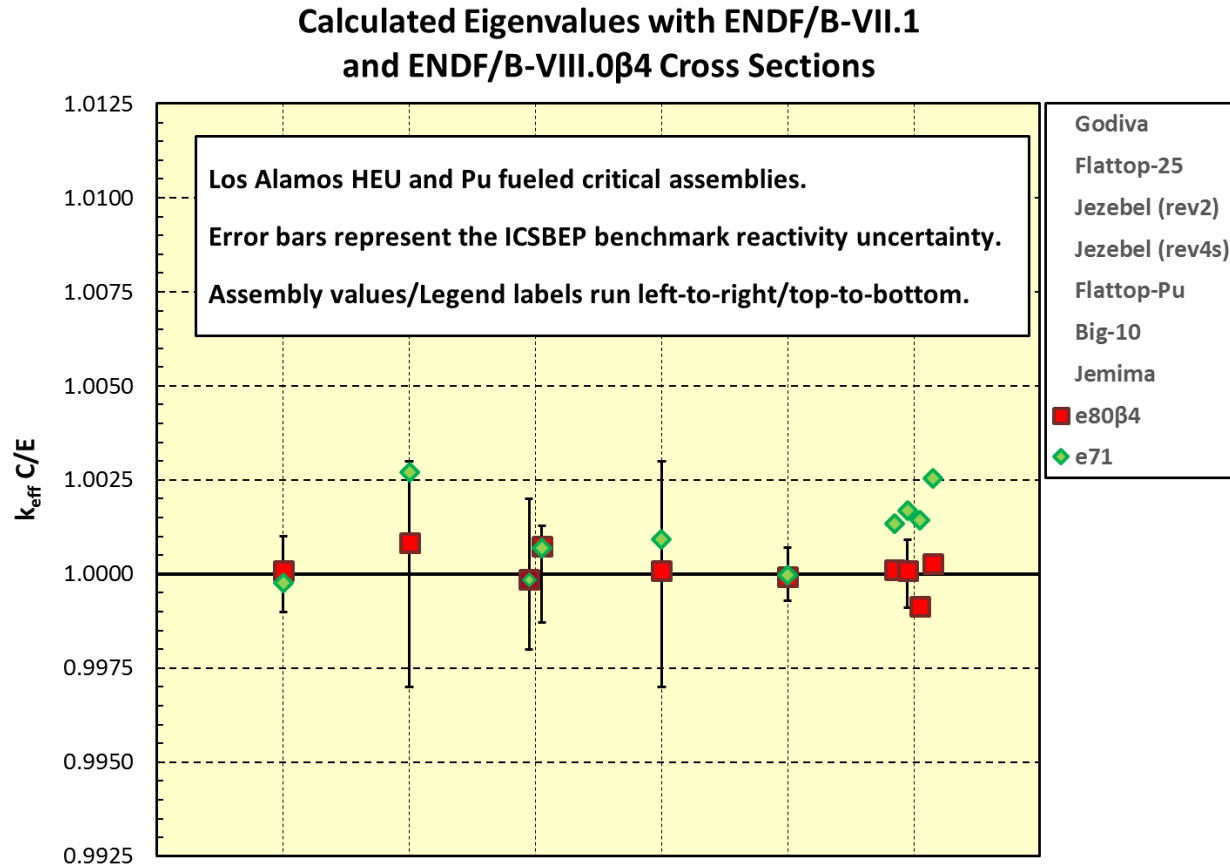 Calculated Eigenvalues with ENDF/B-VII.1
and ENDF/B-VIII.0β4 Cross Sections
1.0125
1.0100
1.0075
1.0050
1.0025
1.0000
0.9975
0.9950
0.9925
keff C/E
Los Alamos HEU and Pu fueled critical assemblies.
Error bars represent the ICSBEP benchmark reactivity uncertainty.
Assembly values/Legend labels run left-to-right/top-to-bottom.
Godiva
Flattop-25
Jezebel (rev2)
Jezebel (rev4s)
Flattop-Pu
Big-10
Jemima
e80β4
e71